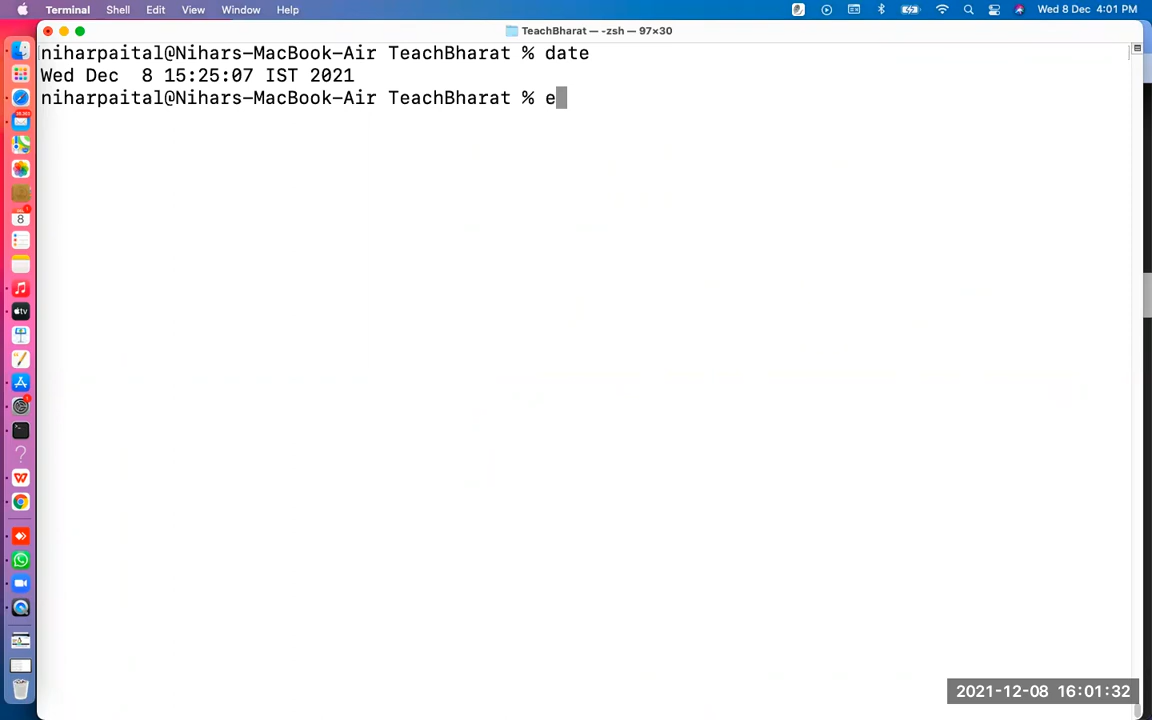 Terminal Shell Edit View Window Help Wed 8 Dec 4:01 PM
TeachBharat — -zsh — 97×30
niharpaital@Nihars-MacBook-Air TeachBharat % date
Wed Dec  8 15:25:07 IST 2021
niharpaital@Nihars-MacBook-Air TeachBharat % e
8
tv
2021-12-08 16:01:32